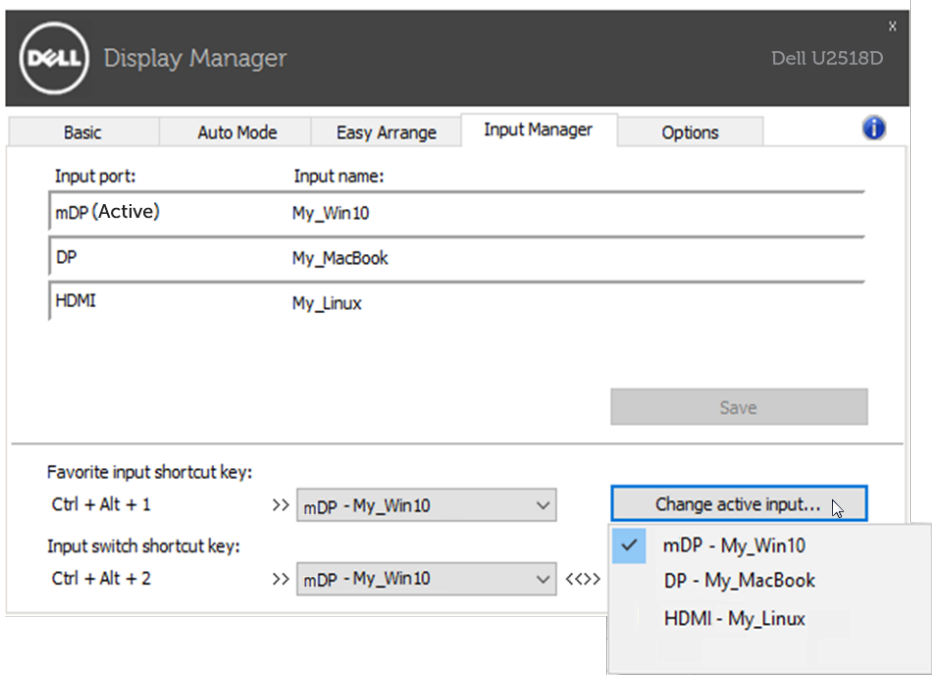 DELL Display Manager
Dell U2518D
x
Basic Auto Mode Easy Arrange Input Manager Options i
Input port: Input name:
mDP (Active) My_Win10
DP My_MacBook
HDMI My_Linux
Save
Favorite input shortcut key:
Ctrl + Alt + 1 >> mDP - My_Win10 Change active input...
Input switch shortcut key:
Ctrl + Alt + 2 >> mDP - My_Win10 <<>>
mDP - My_Win10
DP - My_MacBook
HDMI - My_Linux